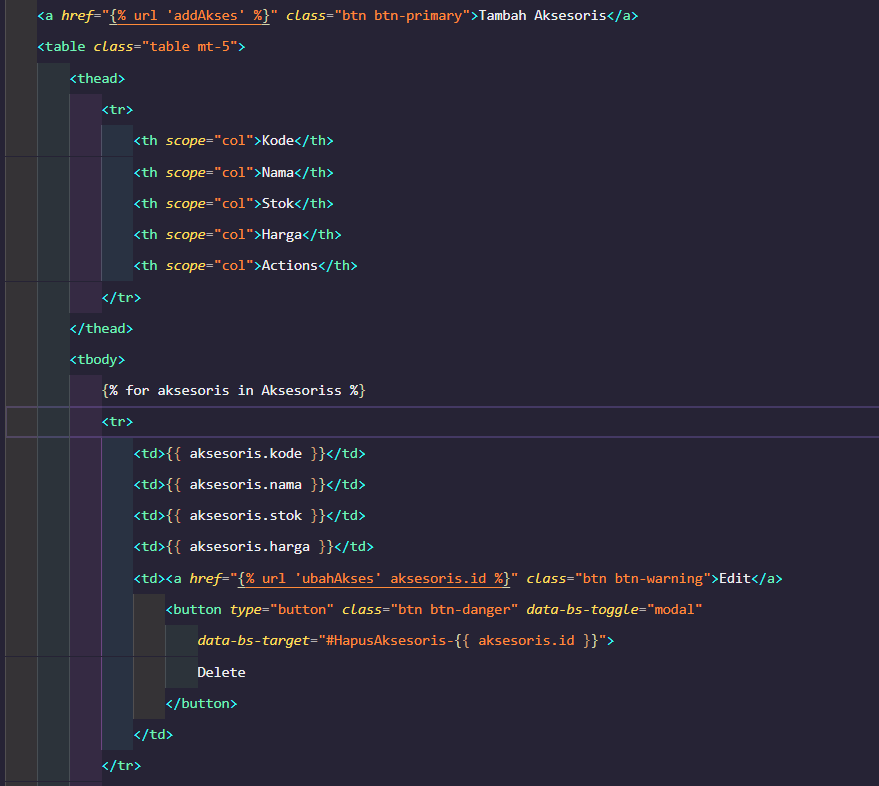 <a href="{% url 'addAkses' %}" class="btn btn-primary">Tambah Aksesoris</a>
<table class="table mt-5">
<thead>
<tr>
<th scope="col">Kode</th>
<th scope="col">Nama</th>
<th scope="col">Stok</th>
<th scope="col">Harga</th>
<th scope="col">Actions</th>
</tr>
</thead>
<tbody>
{% for aksesoris in Aksesoriss %}
<tr>
<td>{{ aksesoris.kode }}</td>
<td>{{ aksesoris.nama }}</td>
<td>{{ aksesoris.stok }}</td>
<td>{{ aksesoris.harga }}</td>
<td><a href="{% url 'ubahAkses' aksesoris.id %}" class="btn btn-warning">Edit</a>
<button type="button" class="btn btn-danger" data-bs-toggle="modal"
data-bs-target="#HapusAksesoris-{{ aksesoris.id }}">
Delete
</button>
</td>
</tr>